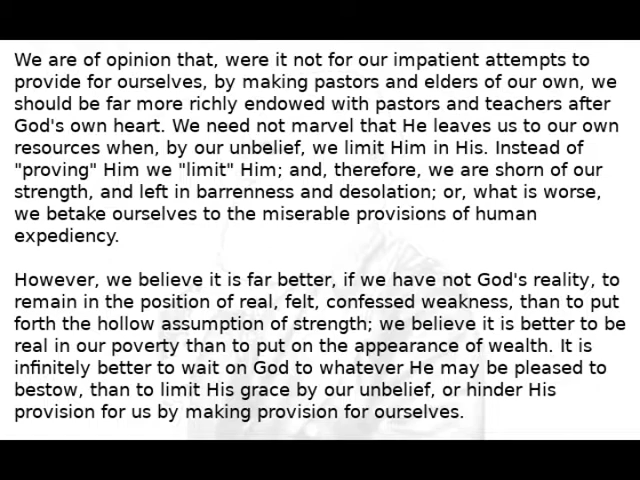 We are of opinion that, were it not for our impatient attempts to
provide for ourselves, by making pastors and elders of our own, we
should be far more richly endowed with pastors and teachers after
God's own heart. We need not marvel that He leaves us to our own
resources when, by our unbelief, we limit Him in His. Instead of
"proving" Him we "limit" Him; and, therefore, we are shorn of our
strength, and left in barrenness and desolation; or, what is worse,
we betake ourselves to the miserable provisions of human
expediency.

However, we believe it is far better, if we have not God's reality, to
remain in the position of real, felt, confessed weakness, than to put
forth the hollow assumption of strength; we believe it is better to be
real in our poverty than to put on the appearance of wealth. It is
infinitely better to wait on God to whatever He may be pleased to
bestow, than to limit His grace by our unbelief, or hinder His
provision for us by making provision for ourselves.